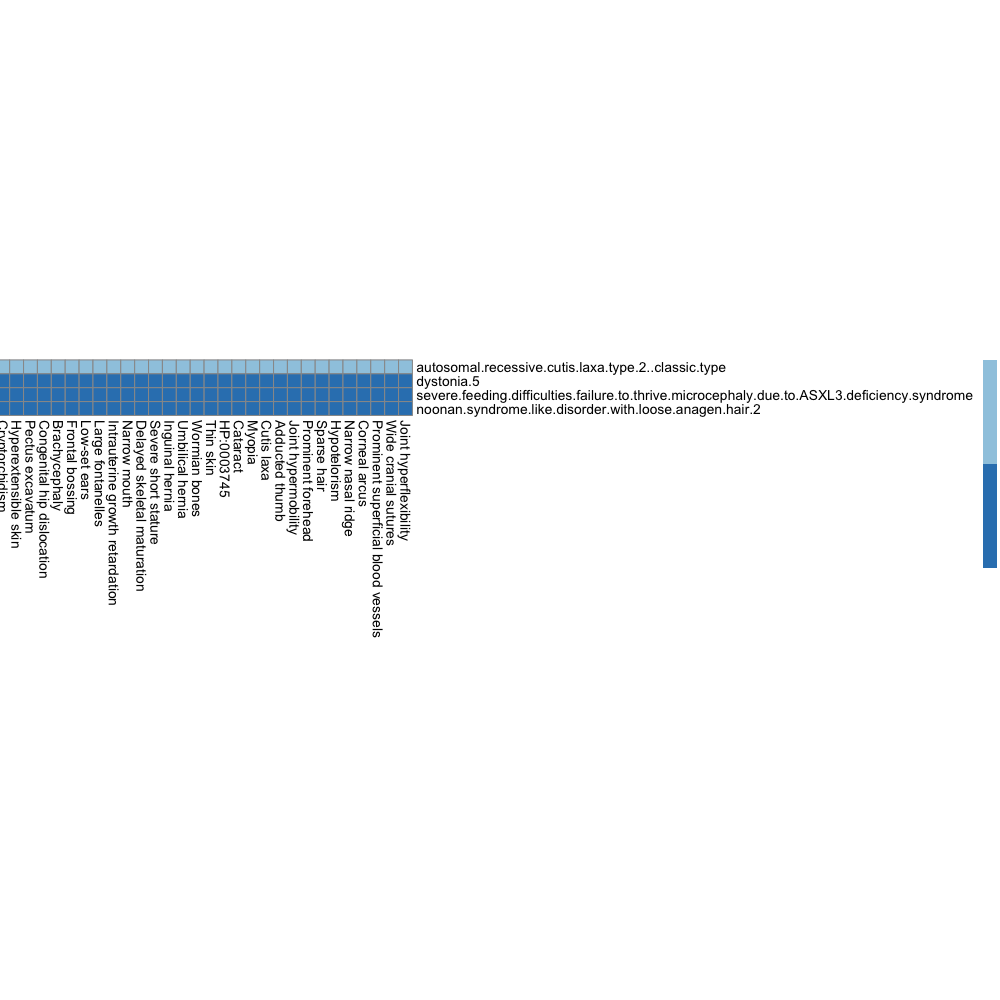 autosomal.recessive.cutis.laxa.type.2..classic.type
dystonia.5
severe.feeding.difficulties.failure.to.thrive.microcephaly.due.to.ASXL3.deficiency.syndrome
noonan.syndrome.like.disorder.with.loose.anagen.hair.2
Cryptorchidism
Hyperextensible skin
Pectus excavatum
Congenital hip dislocation
Brachycephaly
Frontal bossing
Low-set ears
Large fontanelles
Intrauterine growth retardation
Narrow mouth
Delayed skeletal maturation
Severe short stature
Inguinal hernia
Umbilical hernia
Wormian bones
Thin skin
HP:0003745
Cataract
Myopia
Cutis laxa
Adducted thumb
Joint hypermobility
Prominent forehead
Sparse hair
Hypotelorism
Narrow nasal ridge
Corneal arcus
Prominent superficial blood vessels
Wide cranial sutures
Joint hyperflexibility